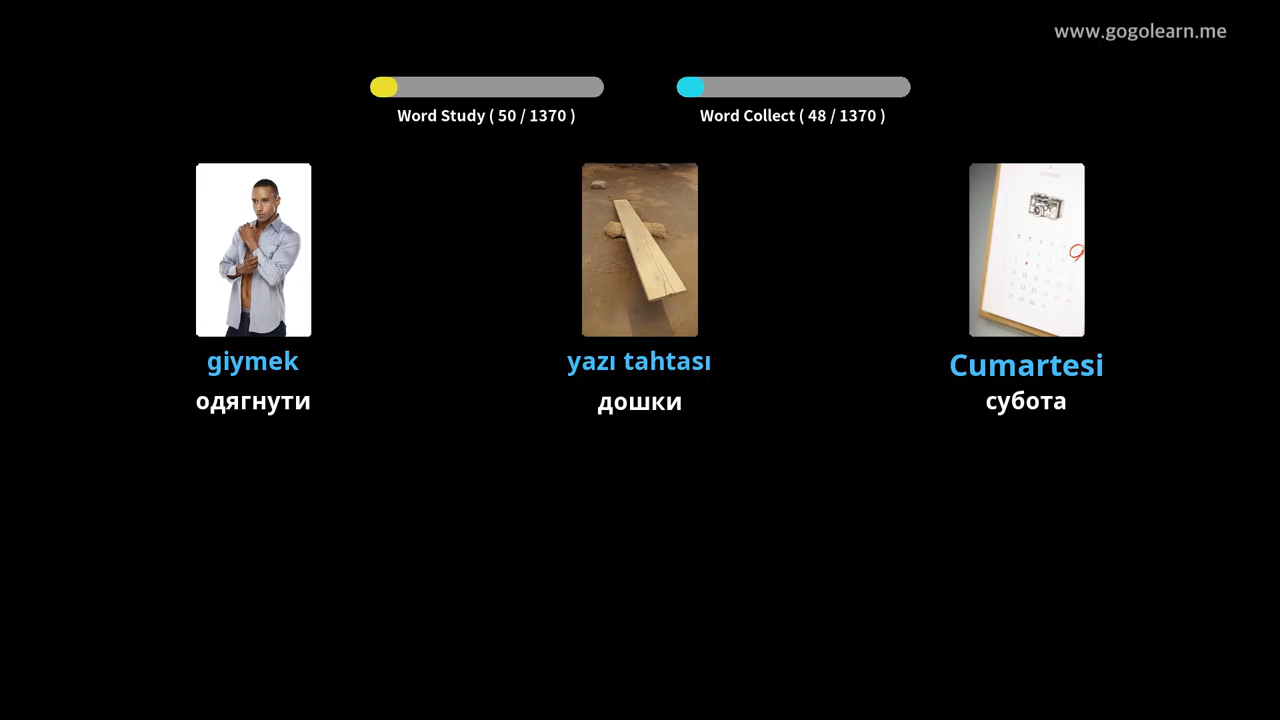 www.gogolearn.me
Word Study ( 50 / 1370 )
Word Collect ( 48 / 1370 )
giymek
yazı tahtası
Cumartesi
одягнути
дошки
субота